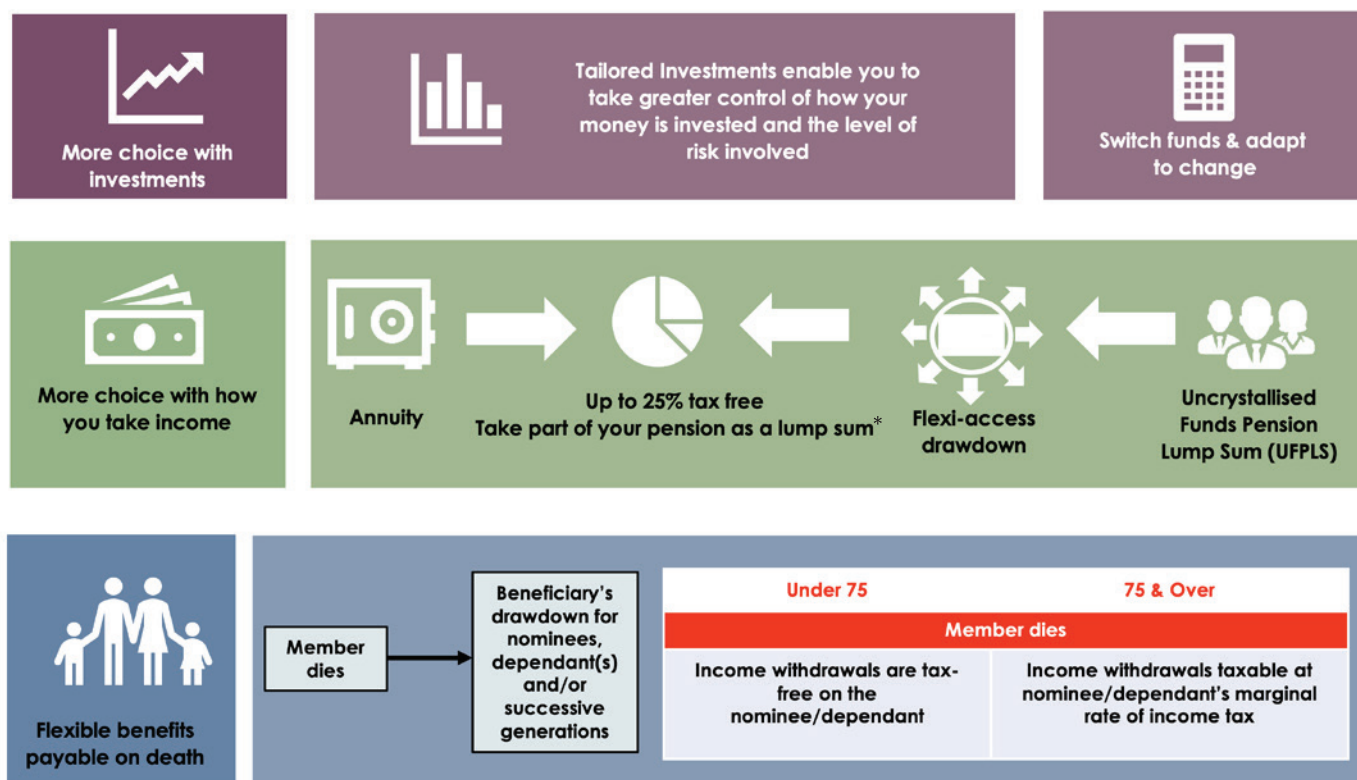 More choice with
investments
Tailored Investments enable you to
take greater control of how your
money is invested and the level of
risk involved
Switch funds & adapt
to change
More choice with how
you take income
Annuity
Up to 25% tax free
Take part of your pension as a lump sum*
Flexi-access
drawdown
Uncrystallised
Funds Pension
Lump Sum (UFPLS)
Flexible benefits
payable on death
Member
dies
Beneficiary's
drawdown for
nominees,
dependant(s)
and/or
successive
generations
Under 75
75 & Over
Member dies
Income withdrawals are tax-
free on the
nominee/dependant
Income withdrawals taxable at
nominee/dependant's marginal
rate of income tax